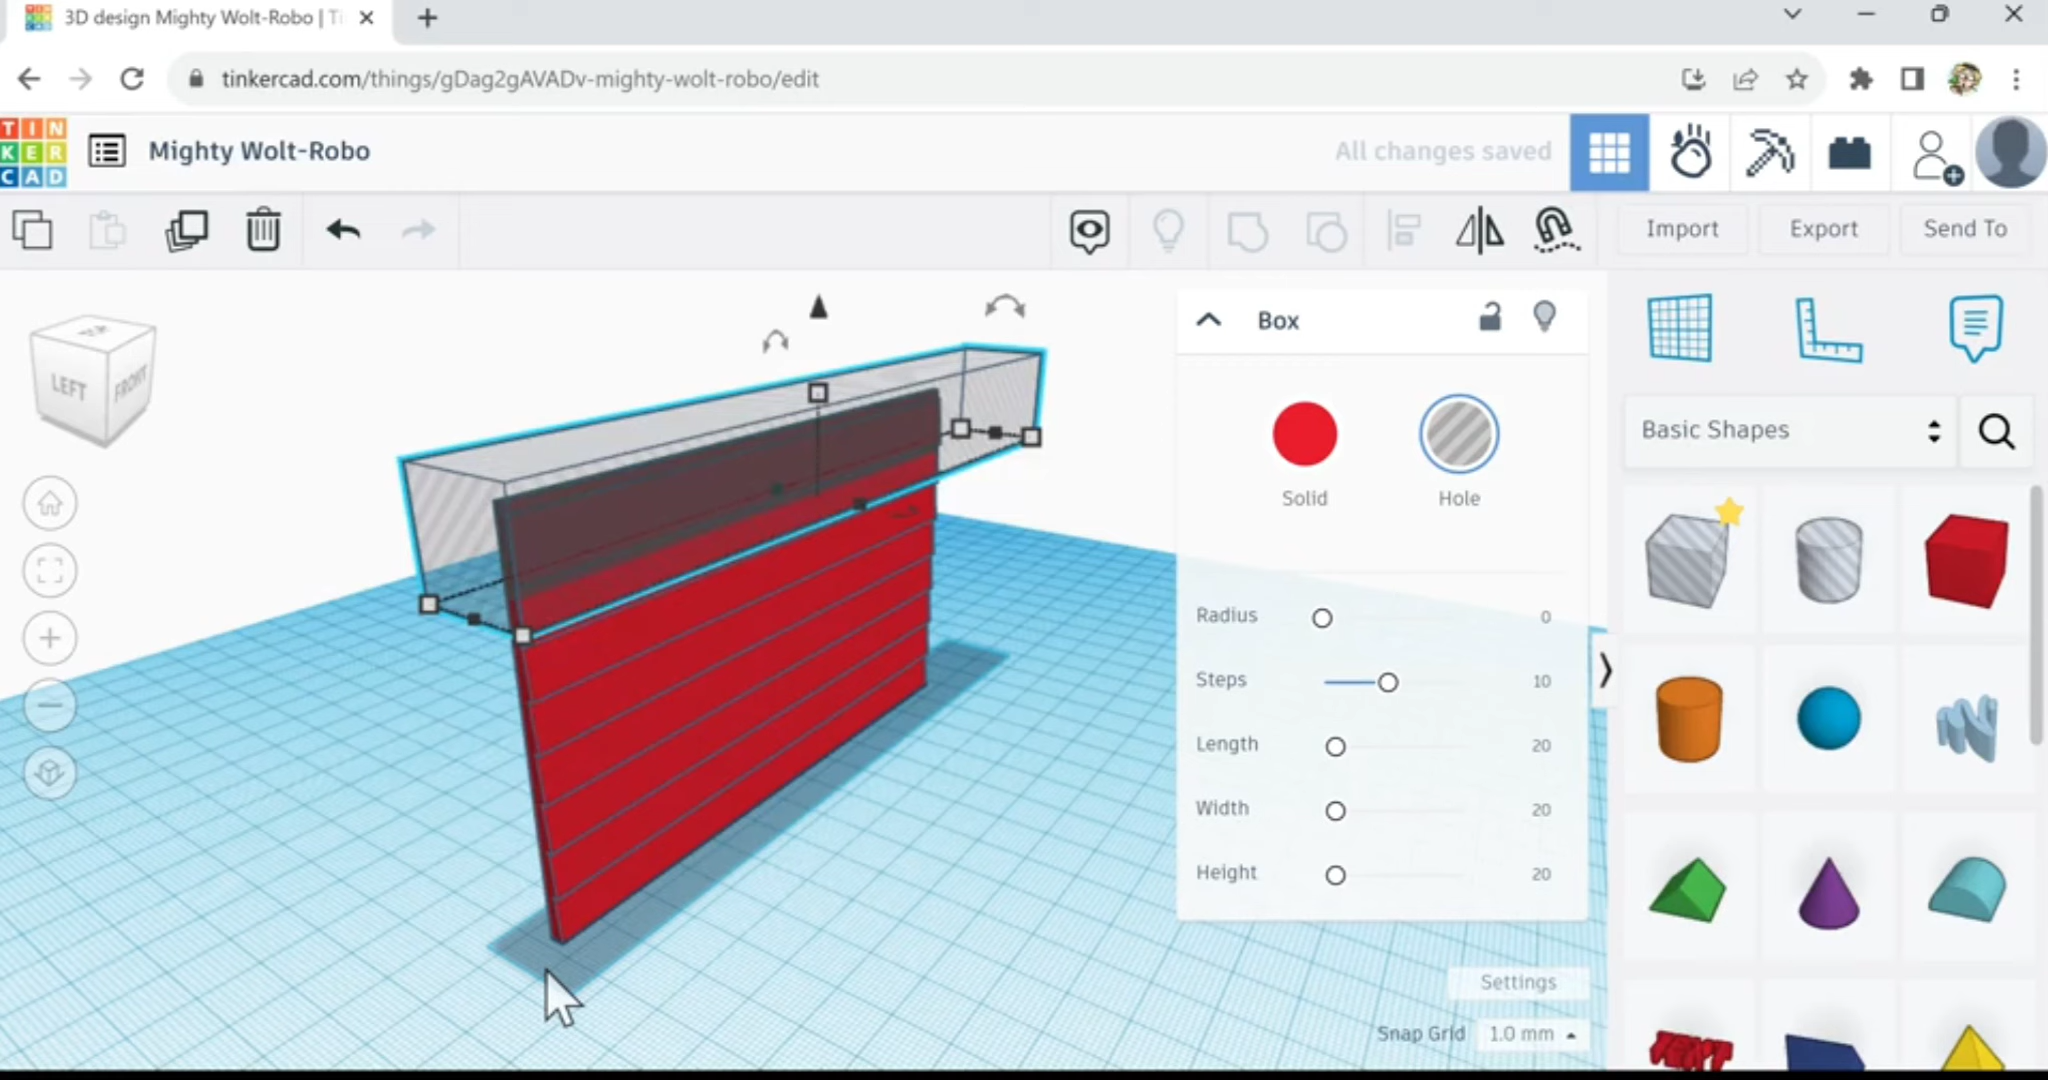 3D design Mighty Wolt-Robo | Ti
tinkercad.com/things/gDag2gAVADv-mighty-wolt-robo/edit
TIN
KER
CAD
Mighty Wolt-Robo
All changes saved
Import
Export
Send To
TOP
LEFT
FRONT
Box
Solid
Hole
Radius
0
Steps
10
Length
20
Width
20
Height
20
Settings
Snap Grid
1.0 mm
Basic Shapes
TEXT